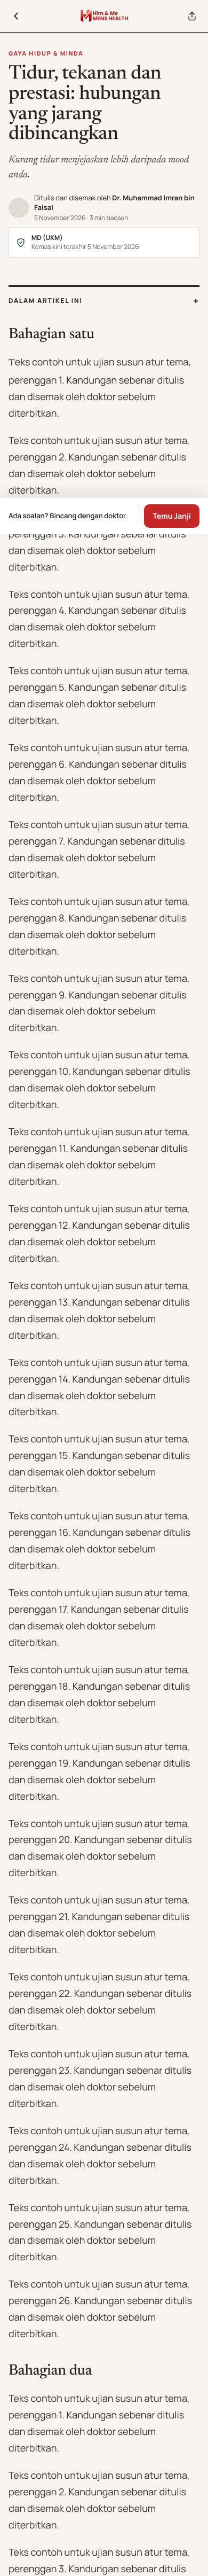 Him & Me
MENS HEALTH
GAYA HIDUP & MINDA
Tidur, tekanan dan
prestasi: hubungan
yang jarang
dibincangkan
Kurang tidur menjejaskan lebih daripada mood
anda.
Ditulis dan disemak oleh Dr. Muhammad Imran bin
Faisal
5 November 2026 · 3 min bacaan
MD (UKM)
Kemas kini terakhir 5 November 2026
DALAM ARTIKEL INI +
Bahagian satu
Teks contoh untuk ujian susun atur tema,
perenggan 1. Kandungan sebenar ditulis
dan disemak oleh doktor sebelum
diterbitkan.
Teks contoh untuk ujian susun atur tema,
perenggan 2. Kandungan sebenar ditulis
dan disemak oleh doktor sebelum
diterbitkan.
Ada soalan? Bincang dengan doktor.
Temu Janji
perenggan 3. Kandungan sebenar ditulis
dan disemak oleh doktor sebelum
diterbitkan.
Teks contoh untuk ujian susun atur tema,
perenggan 4. Kandungan sebenar ditulis
dan disemak oleh doktor sebelum
diterbitkan.
Teks contoh untuk ujian susun atur tema,
perenggan 5. Kandungan sebenar ditulis
dan disemak oleh doktor sebelum
diterbitkan.
Teks contoh untuk ujian susun atur tema,
perenggan 6. Kandungan sebenar ditulis
dan disemak oleh doktor sebelum
diterbitkan.
Teks contoh untuk ujian susun atur tema,
perenggan 7. Kandungan sebenar ditulis
dan disemak oleh doktor sebelum
diterbitkan.
Teks contoh untuk ujian susun atur tema,
perenggan 8. Kandungan sebenar ditulis
dan disemak oleh doktor sebelum
diterbitkan.
Teks contoh untuk ujian susun atur tema,
perenggan 9. Kandungan sebenar ditulis
dan disemak oleh doktor sebelum
diterbitkan.
Teks contoh untuk ujian susun atur tema,
perenggan 10. Kandungan sebenar ditulis
dan disemak oleh doktor sebelum
diterbitkan.
Teks contoh untuk ujian susun atur tema,
perenggan 11. Kandungan sebenar ditulis
dan disemak oleh doktor sebelum
diterbitkan.
Teks contoh untuk ujian susun atur tema,
perenggan 12. Kandungan sebenar ditulis
dan disemak oleh doktor sebelum
diterbitkan.
Teks contoh untuk ujian susun atur tema,
perenggan 13. Kandungan sebenar ditulis
dan disemak oleh doktor sebelum
diterbitkan.
Teks contoh untuk ujian susun atur tema,
perenggan 14. Kandungan sebenar ditulis
dan disemak oleh doktor sebelum
diterbitkan.
Teks contoh untuk ujian susun atur tema,
perenggan 15. Kandungan sebenar ditulis
dan disemak oleh doktor sebelum
diterbitkan.
Teks contoh untuk ujian susun atur tema,
perenggan 16. Kandungan sebenar ditulis
dan disemak oleh doktor sebelum
diterbitkan.
Teks contoh untuk ujian susun atur tema,
perenggan 17. Kandungan sebenar ditulis
dan disemak oleh doktor sebelum
diterbitkan.
Teks contoh untuk ujian susun atur tema,
perenggan 18. Kandungan sebenar ditulis
dan disemak oleh doktor sebelum
diterbitkan.
Teks contoh untuk ujian susun atur tema,
perenggan 19. Kandungan sebenar ditulis
dan disemak oleh doktor sebelum
diterbitkan.
Teks contoh untuk ujian susun atur tema,
perenggan 20. Kandungan sebenar ditulis
dan disemak oleh doktor sebelum
diterbitkan.
Teks contoh untuk ujian susun atur tema,
perenggan 21. Kandungan sebenar ditulis
dan disemak oleh doktor sebelum
diterbitkan.
Teks contoh untuk ujian susun atur tema,
perenggan 22. Kandungan sebenar ditulis
dan disemak oleh doktor sebelum
diterbitkan.
Teks contoh untuk ujian susun atur tema,
perenggan 23. Kandungan sebenar ditulis
dan disemak oleh doktor sebelum
diterbitkan.
Teks contoh untuk ujian susun atur tema,
perenggan 24. Kandungan sebenar ditulis
dan disemak oleh doktor sebelum
diterbitkan.
Teks contoh untuk ujian susun atur tema,
perenggan 25. Kandungan sebenar ditulis
dan disemak oleh doktor sebelum
diterbitkan.
Teks contoh untuk ujian susun atur tema,
perenggan 26. Kandungan sebenar ditulis
dan disemak oleh doktor sebelum
diterbitkan.
Bahagian dua
Teks contoh untuk ujian susun atur tema,
perenggan 1. Kandungan sebenar ditulis
dan disemak oleh doktor sebelum
diterbitkan.
Teks contoh untuk ujian susun atur tema,
perenggan 2. Kandungan sebenar ditulis
dan disemak oleh doktor sebelum
diterbitkan.
Teks contoh untuk ujian susun atur tema,
perenggan 3. Kandungan sebenar ditulis
dan disemak oleh doktor sebelum